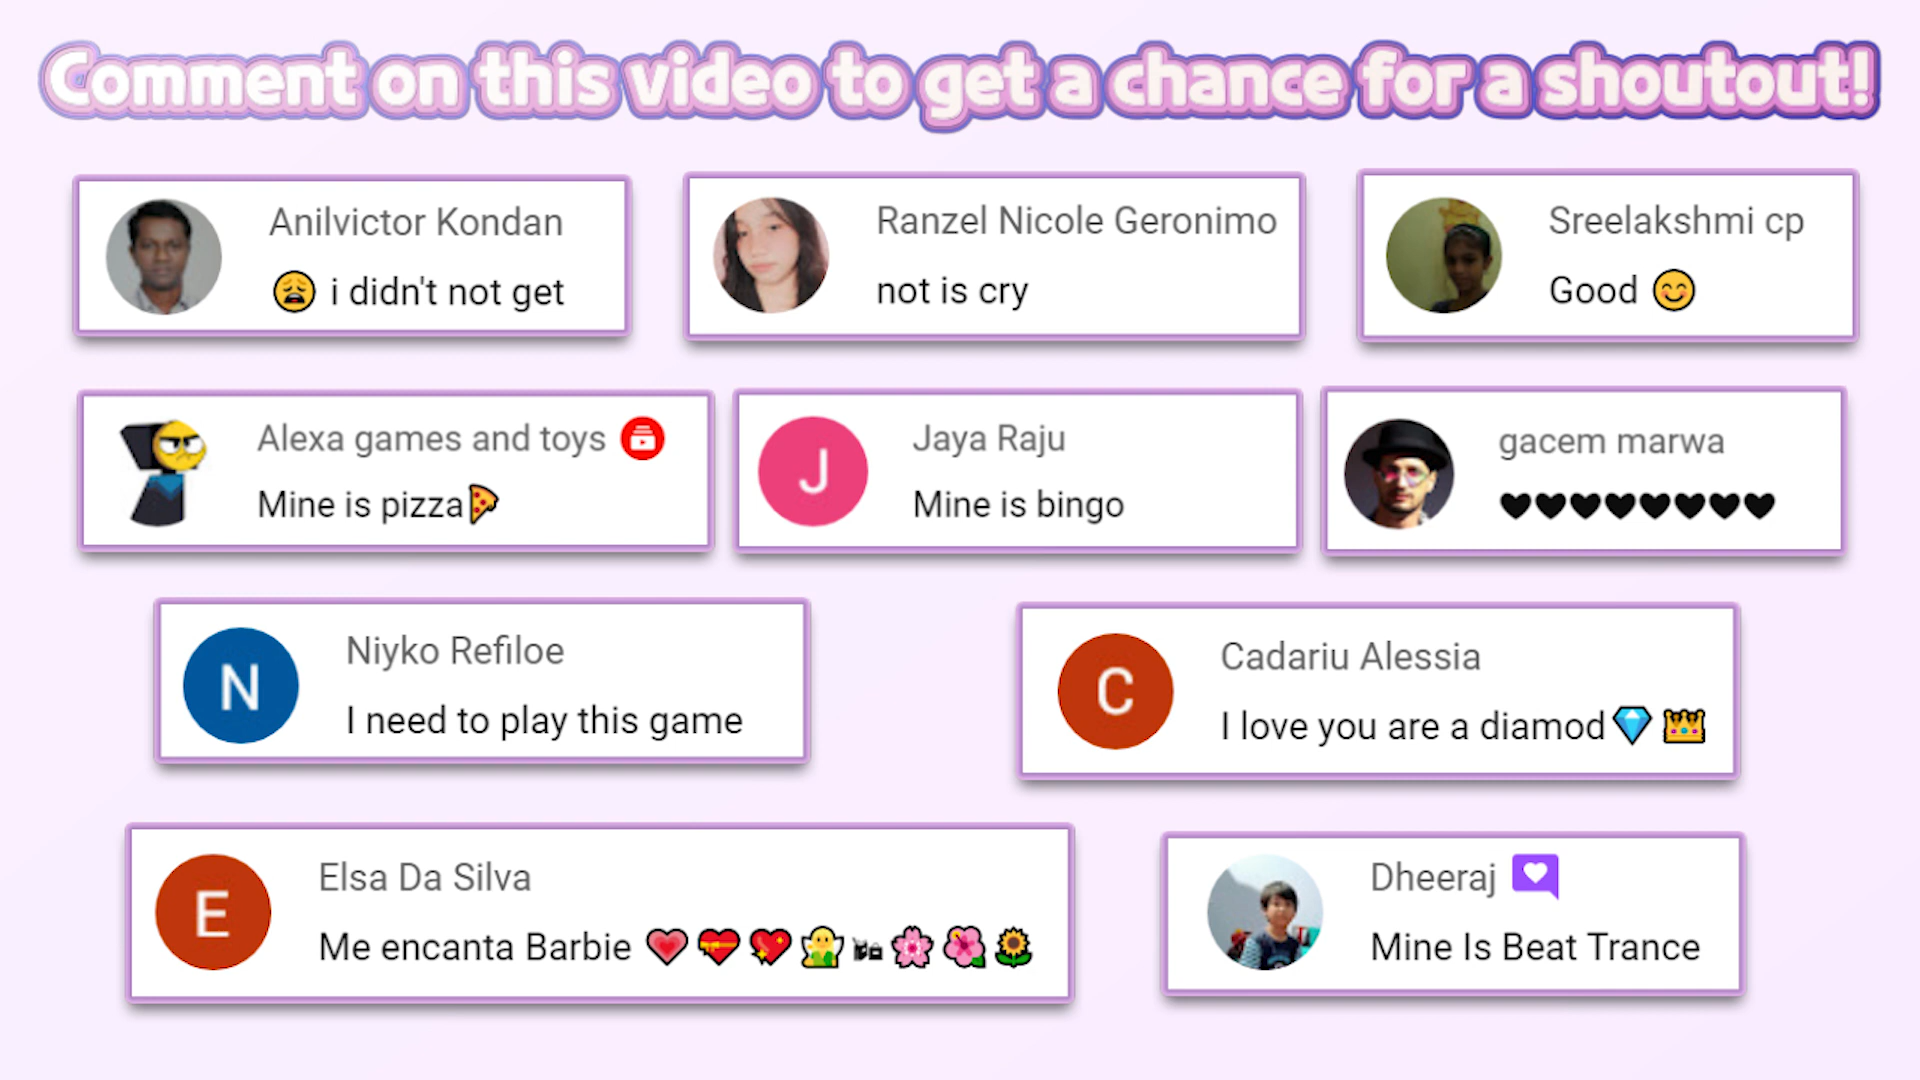 Comment on this video to get a chance for a shoutout!
Anilvictor Kondan
😩 i didn't not get
Ranzel Nicole Geronimo
not is cry
Sreelakshmi cp
Good 😊
Alexa games and toys
Mine is pizza🍕
J
Jaya Raju
Mine is bingo
gacem marwa
🖤🖤🖤🖤🖤🖤🖤🖤
N
Niyko Refiloe
I need to play this game
C
Cadariu Alessia
I love you are a diamod💎👑
E
Elsa Da Silva
Me encanta Barbie 💗💝💖🧚🛍🌸🌺🌻
Dheeraj
Mine Is Beat Trance